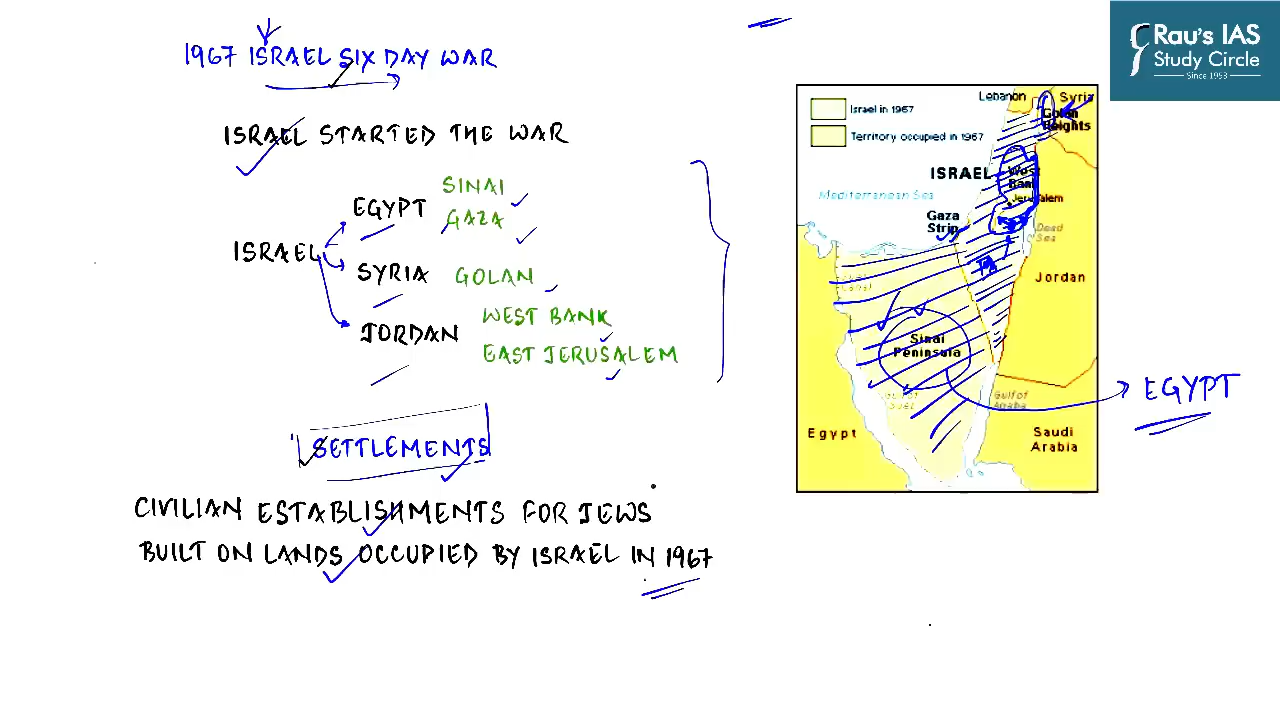 Rau's IAS
Study Circle
Since 1953
1967 ISRAEL SIX DAY WAR
ISRAEL STARTED THE WAR
ISRAEL
EGYPT
SINAI
GAZA
SYRIA
GOLAN
JORDAN
WEST BANK
EAST JERUSALEM
SETTLEMENTS
CIVILIAN ESTABLISHMENTS FOR JEWS
BUILT ON LANDS OCCUPIED BY ISRAEL IN 1967
Israel in 1967
Territory occupied in 1967
Lebanon
Syria
Golan
Heights
ISRAEL
West
Bank
Jerusalem
Mediterranean Sea
Gaza
Strip
Dead
Sea
Jordan
Sinai
Peninsula
Gulf of
Aqaba
Egypt
Saudi
Arabia
EGYPT